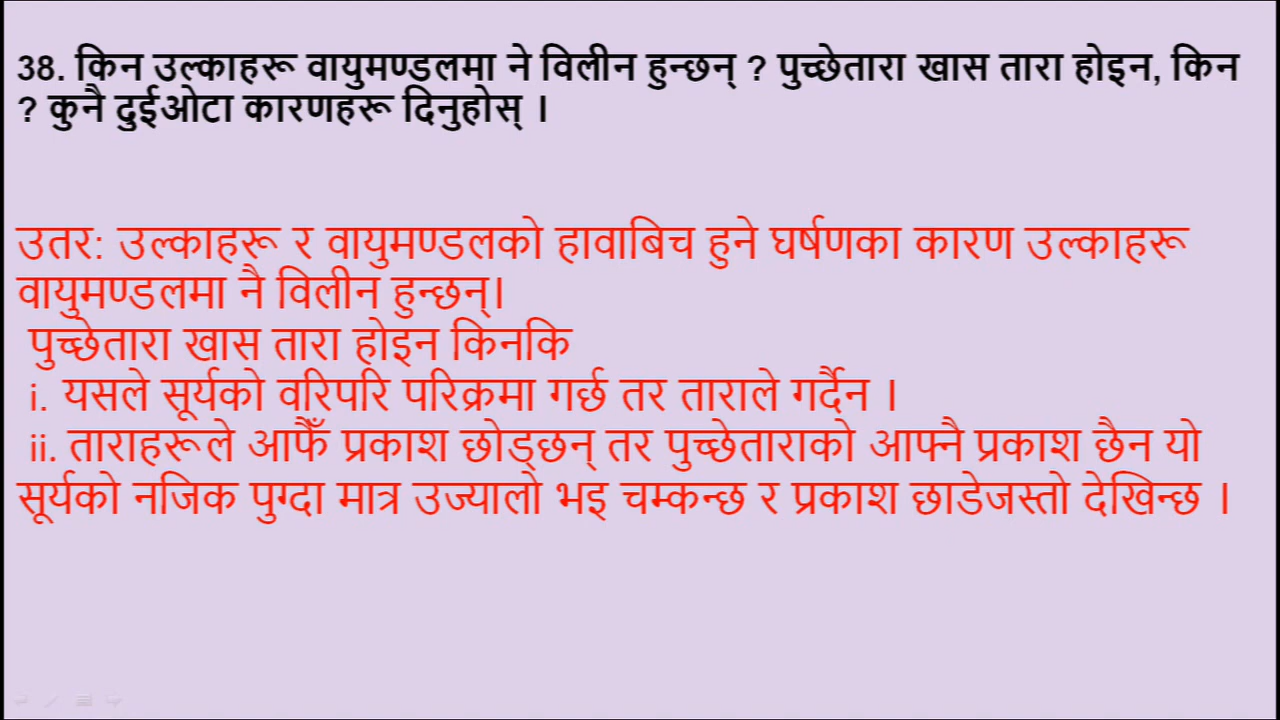 38. किन उल्काहरू वायुमण्डलमा ने विलीन हुन्छन् ? पुच्छेतारा खास तारा होइन, किन
? कुनै दुईओटा कारणहरू दिनुहोस् ।
उतर: उल्काहरू र वायुमण्डलको हावाबिच हुने घर्षणका कारण उल्काहरू
वायुमण्डलमा नै विलीन हुन्छन्।
पुच्छेतारा खास तारा होइन किनकि
i. यसले सूर्यको वरिपरि परिक्रमा गर्छ तर ताराले गर्दैन ।
ii. ताराहरूले आफैँ प्रकाश छोड्छन् तर पुच्छेताराको आफ्नै प्रकाश छैन यो
सूर्यको नजिक पुग्दा मात्र उज्यालो भइ चम्कन्छ र प्रकाश छाडेजस्तो देखिन्छ ।